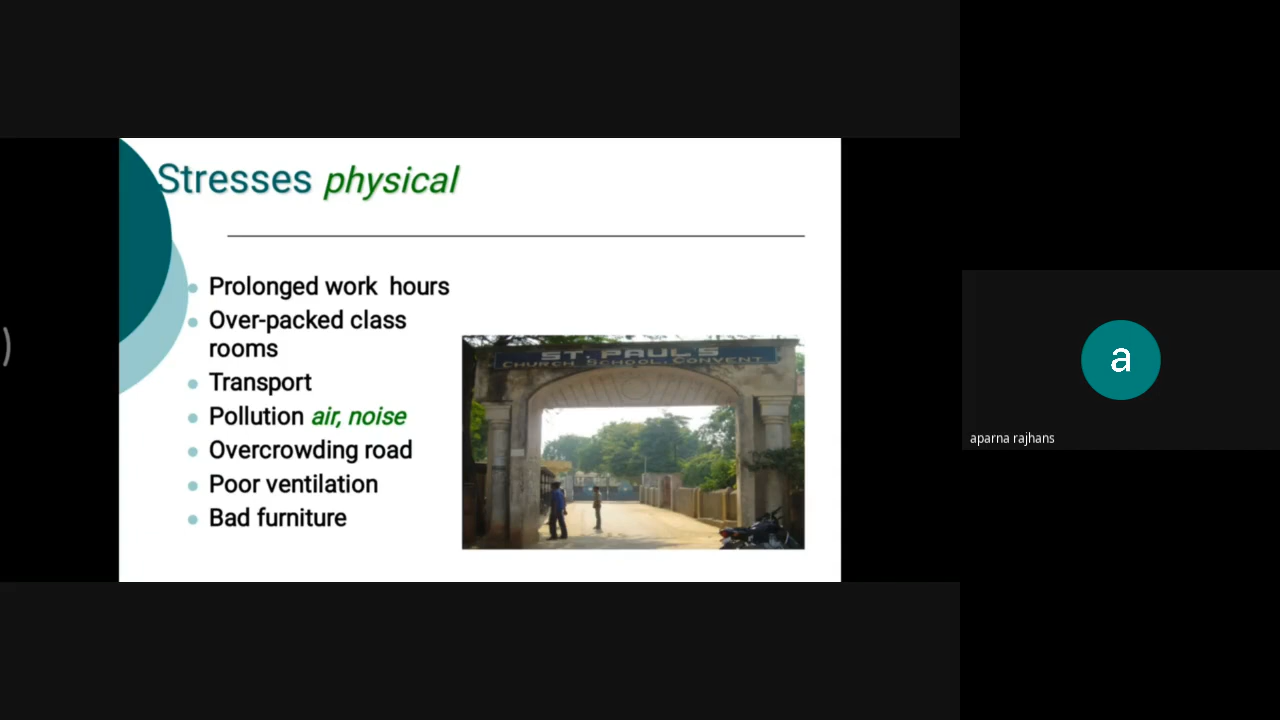 Stresses physical
Prolonged work hours
Over-packed class
rooms
Transport
Pollution air, noise
Overcrowding road
Poor ventilation
Bad furniture
ST. PAUL'S
CHURCH SCHOOL CONVENT
a
aparna rajhans